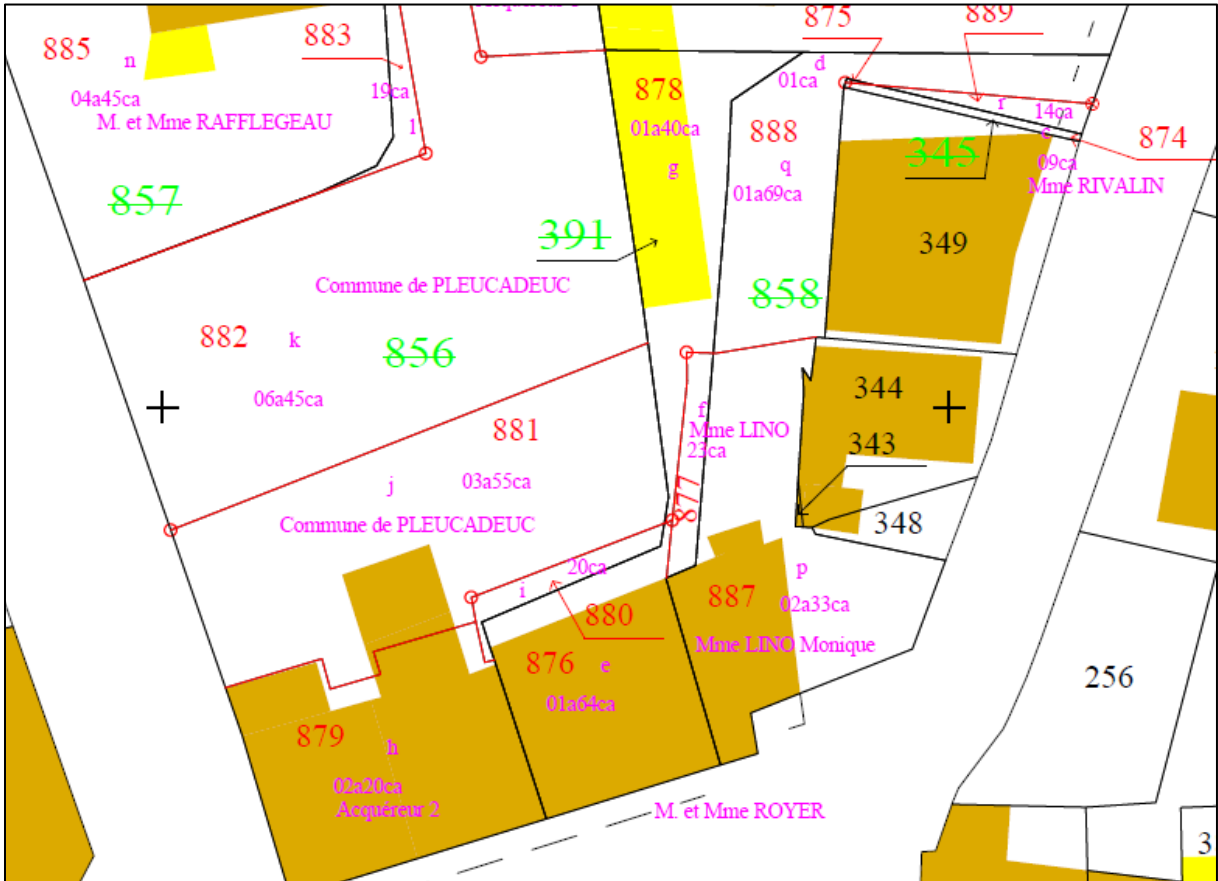 875
889
883
885
n
04a45ca
M. et Mme RAFFLEGEAU
19ca
l
857
878
01a40ca
g
d
01ca
888
q
01a69ca
r
14ca
c
09ca
Mme RIVALIN
874
345
349
391
858
Commune de PLEUCADEUC
882
k
856
06a45ca
344
343
348
f
Mme LINO
23ca
877
881
j
03a55ca
Commune de PLEUCADEUC
i
20ca
880
887
p
02a33ca
Mme LINO Monique
876
e
01a64ca
256
879
h
02a20ca
Acquéreur 2
M. et Mme ROYER
3